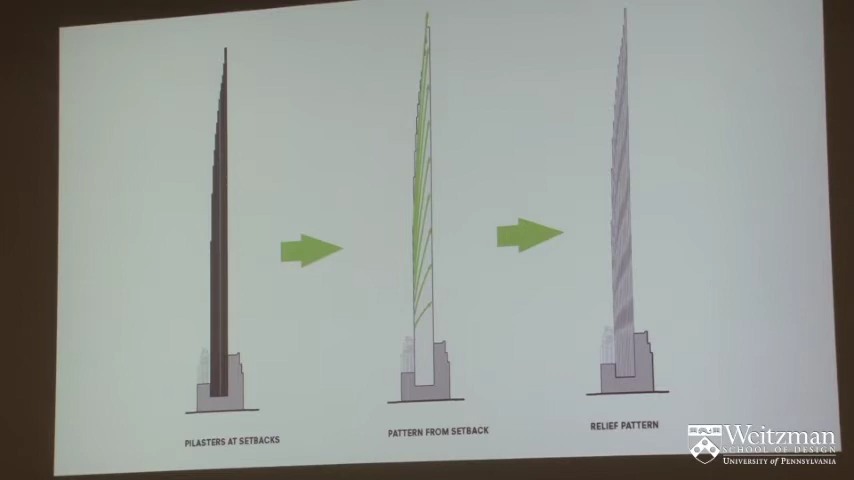 PILASTERS AT SETBACKS
PATTERN FROM SETBACK
RELIEF PATTERN
Weitzman
SCHOOL OF DESIGN
UNIVERSITY OF PENNSYLVANIA